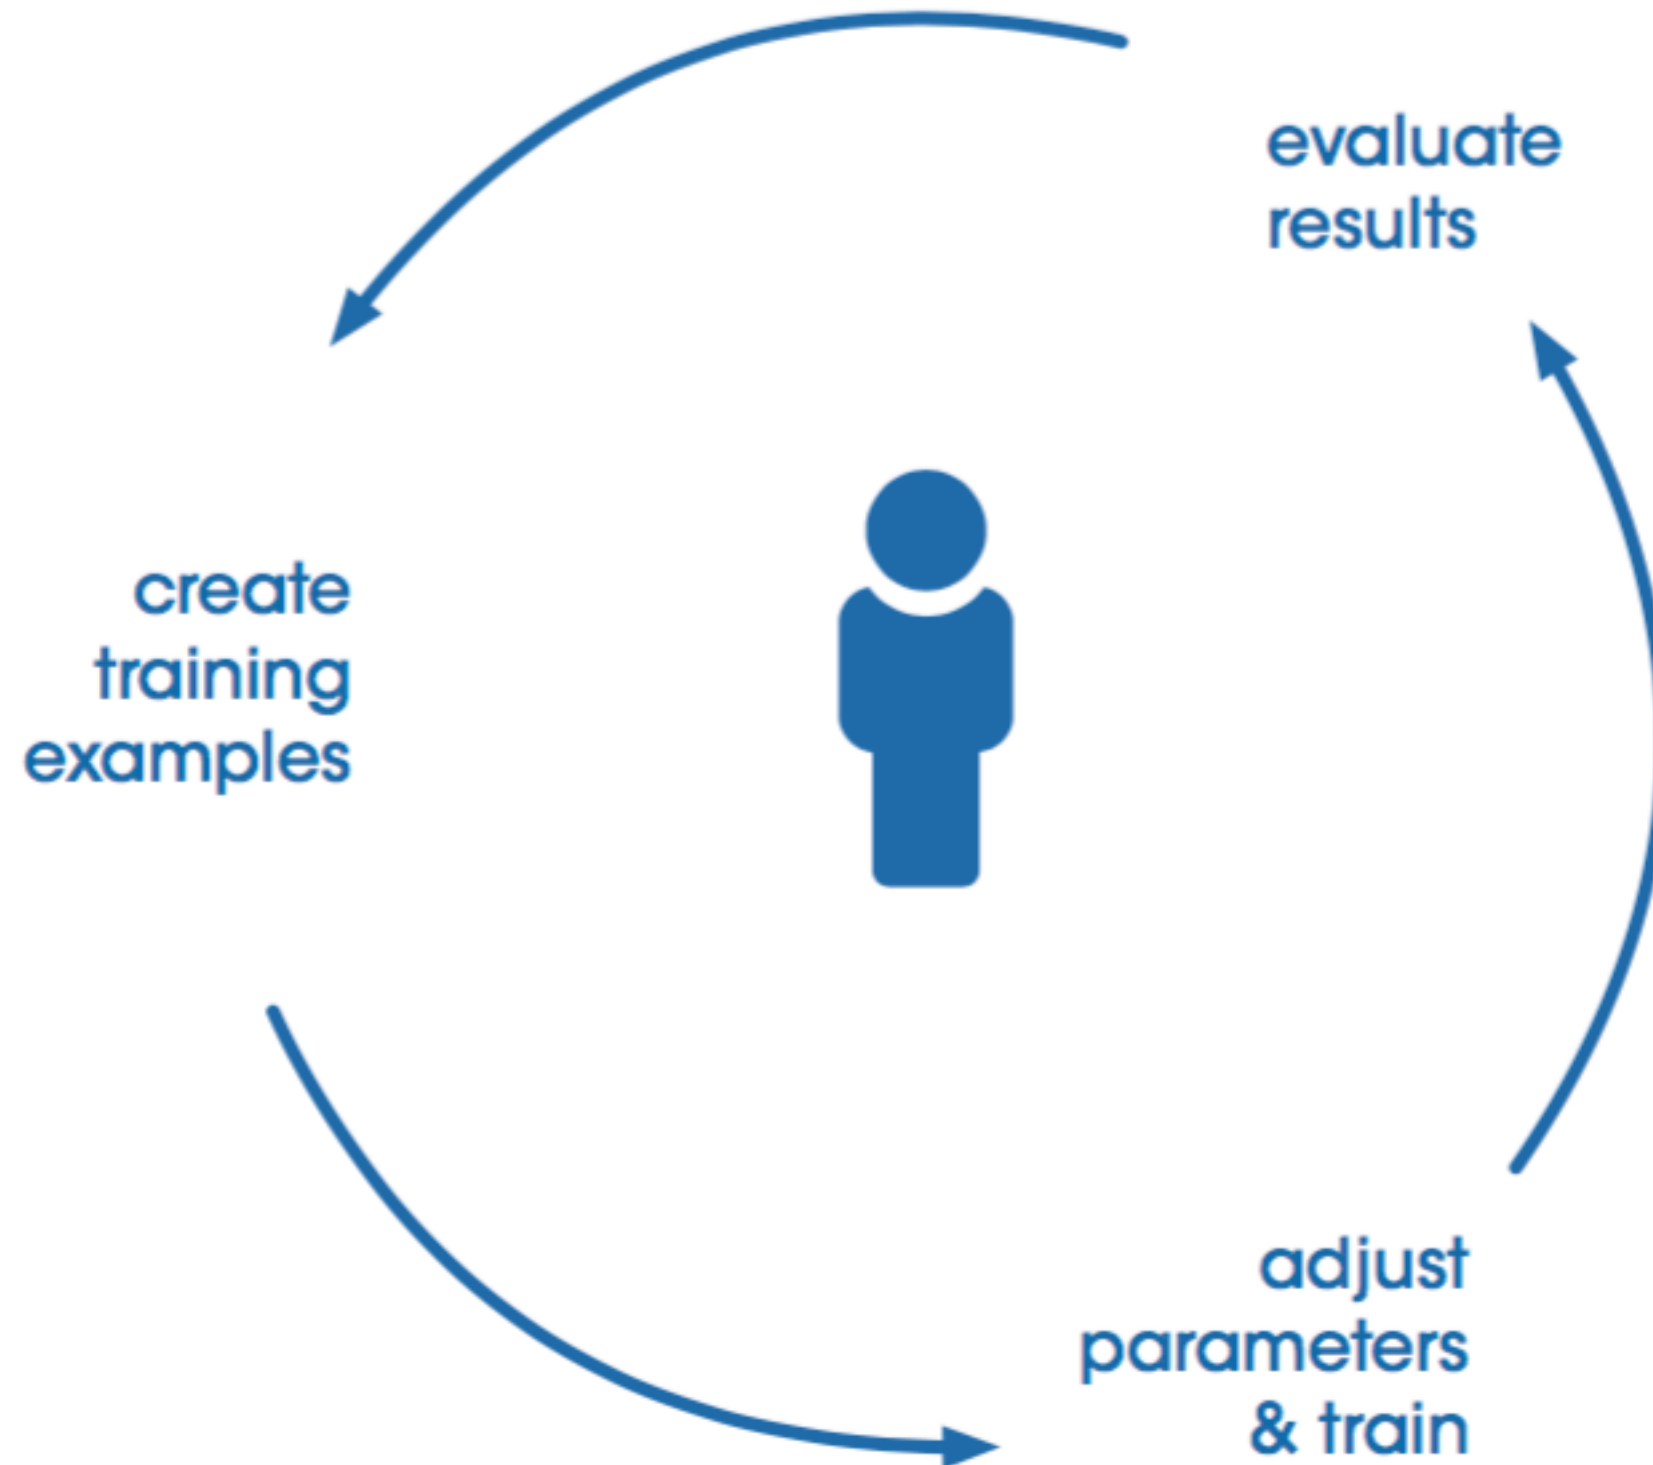 evaluate
results
create
training
examples
adjust
parameters
& train